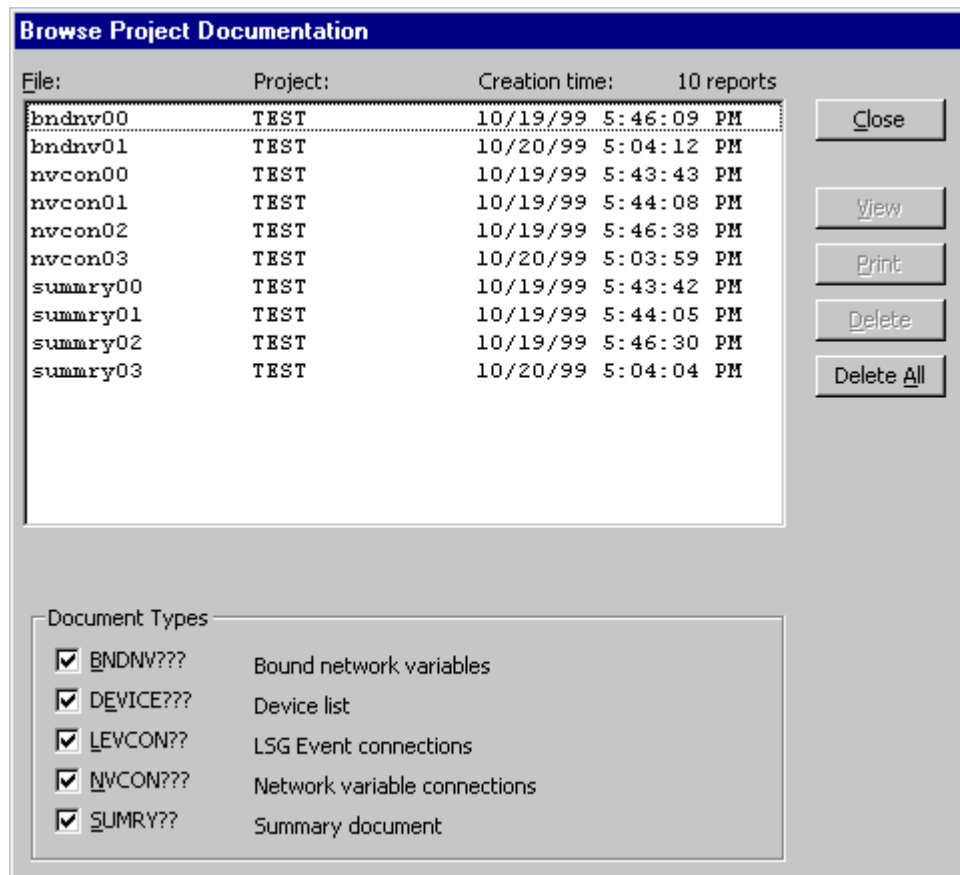 Browse Project Documentation
File: Project: Creation time: 10 reports
bndnv00 TEST 10/19/99 5:46:09 PM
bndnv01 TEST 10/20/99 5:04:12 PM
nvcon00 TEST 10/19/99 5:43:43 PM
nvcon01 TEST 10/19/99 5:44:08 PM
nvcon02 TEST 10/19/99 5:46:38 PM
nvcon03 TEST 10/20/99 5:03:59 PM
summry00 TEST 10/19/99 5:43:42 PM
summry01 TEST 10/19/99 5:44:05 PM
summry02 TEST 10/19/99 5:46:30 PM
summry03 TEST 10/20/99 5:04:04 PM
Close
View
Print
Delete
Delete All
Document Types
BNDNV??? Bound network variables
DEVICE??? Device list
LEVCON?? LSG Event connections
NVCON??? Network variable connections
SUMRY?? Summary document